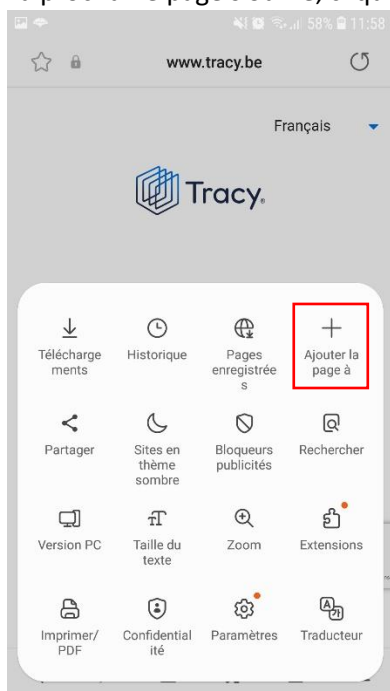 58% 11:58
www.tracy.be
Français
Tracy.
Télécharge
ments
Historique
Pages
enregistrée
s
Ajouter la
page à
Partager
Sites en
thème
sombre
Bloqueurs
publicités
Rechercher
Version PC
Taille du
texte
Zoom
Extensions
Imprimer/
PDF
Confidential
ité
Paramètres
Traducteur